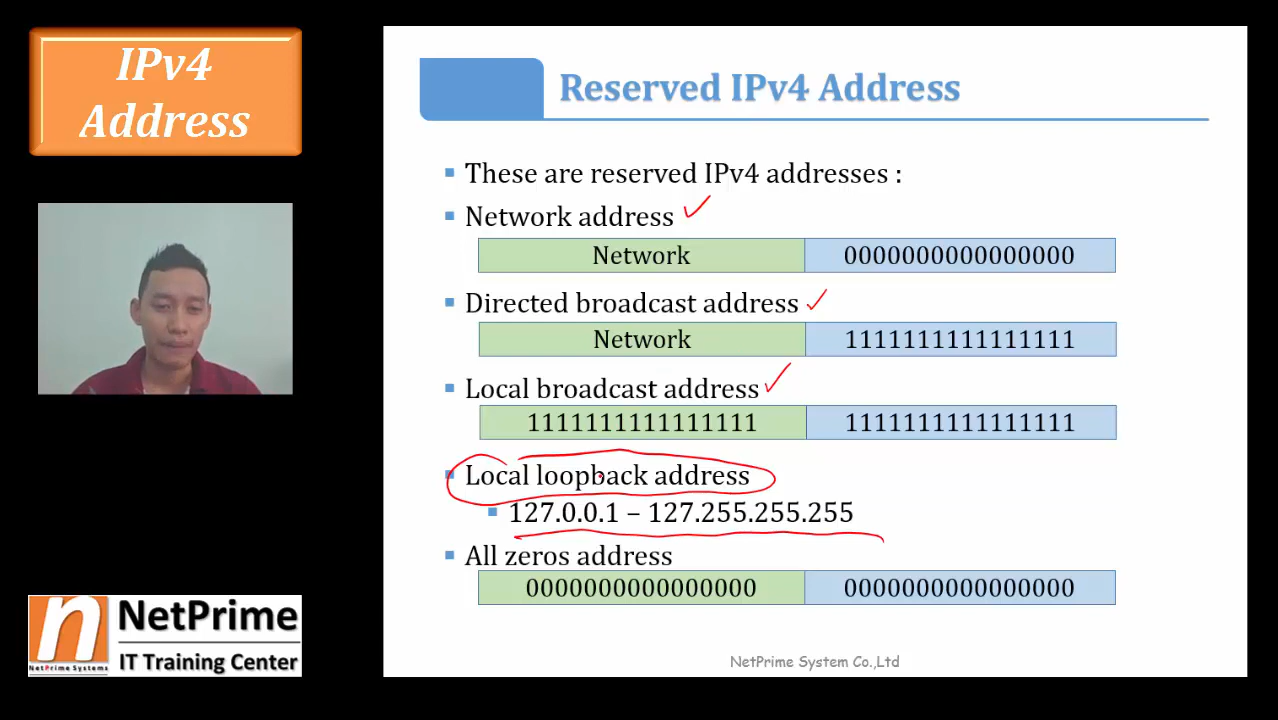 IPv4
Address
Reserved IPv4 Address
These are reserved IPv4 addresses :
Network address
Network 0000000000000000
Directed broadcast address
Network 1111111111111111
Local broadcast address
1111111111111111 1111111111111111
Local loopback address
127.0.0.1 – 127.255.255.255
All zeros address
0000000000000000 0000000000000000
NetPrime System Co.,Ltd
n
NetPrime Systems
NetPrime
IT Training Center